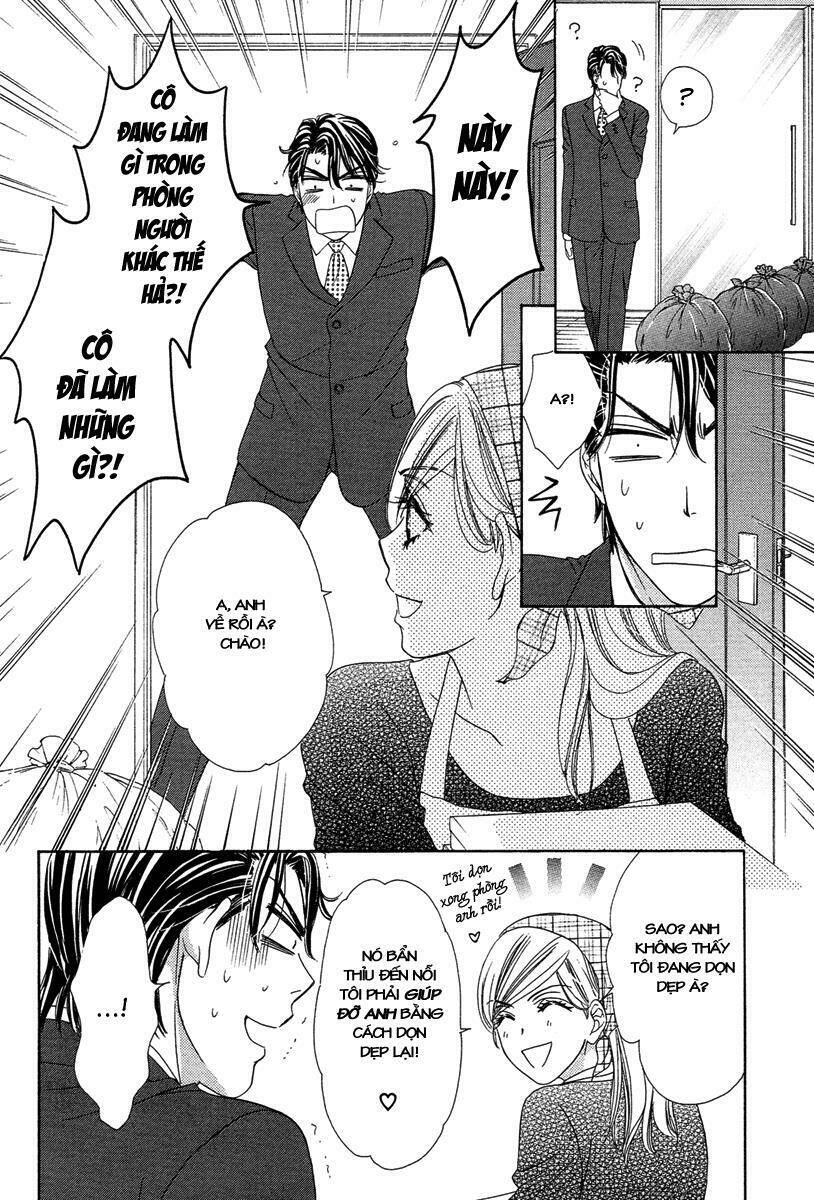 ?
?
?
A?!
NÀY
NÀY!
CÔ
ĐANG LÀM
GÌ TRONG
PHÒNG
NGƯỜI
KHÁC THẾ
HẢ?!
CÔ
ĐÃ LÀM
NHỮNG
GÌ?!
A, ANH
VỀ RỒI À?
CHÀO!
SAO? ANH
KHÔNG THẤY
TÔI ĐANG DỌN
DẸP À?
Tôi dọn
xong phòng
anh rồi!
NÓ BẨN
THỈU ĐẾN NỖI
TÔI PHẢI GIÚP
ĐỠ ANH BẰNG
CÁCH DỌN
DẸP LẠI!
...!